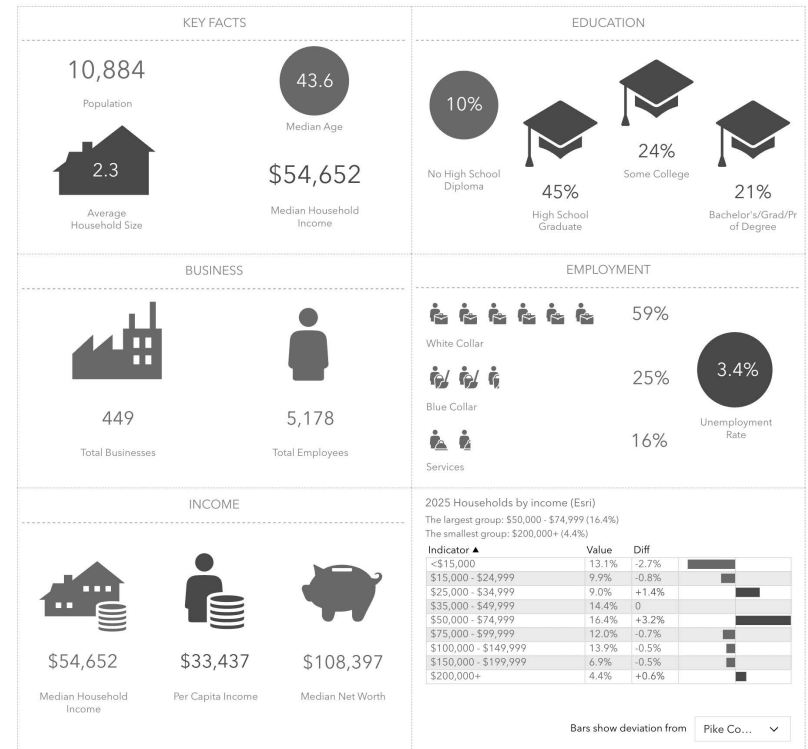 KEY FACTS
10,884
Population
43.6
Median Age
2.3
Average
Household Size
$54,652
Median Household
Income
EDUCATION
10%
No High School
Diploma
45%
High School
Graduate
24%
Some College
21%
Bachelor's/Grad/Pr
of Degree
BUSINESS
449
Total Businesses
5,178
Total Employees
EMPLOYMENT
59%
White Collar
25%
Blue Collar
16%
Services
3.4%
Unemployment
Rate
INCOME
$54,652
Median Household
Income
$33,437
Per Capita Income
$108,397
Median Net Worth
2025 Households by income (Esri)
The largest group: $50,000 - $74,999 (16.4%)
The smallest group: $200,000+ (4.4%)
Indicator ▲ Value Diff
<$15,000 13.1% -2.7%
$15,000 - $24,999 9.9% -0.8%
$25,000 - $34,999 9.0% +1.4%
$35,000 - $49,999 14.4% 0
$50,000 - $74,999 16.4% +3.2%
$75,000 - $99,999 12.0% -0.7%
$100,000 - $149,999 13.9% -0.5%
$150,000 - $199,999 6.9% -0.5%
$200,000+ 4.4% +0.6%
Bars show deviation from Pike Co...